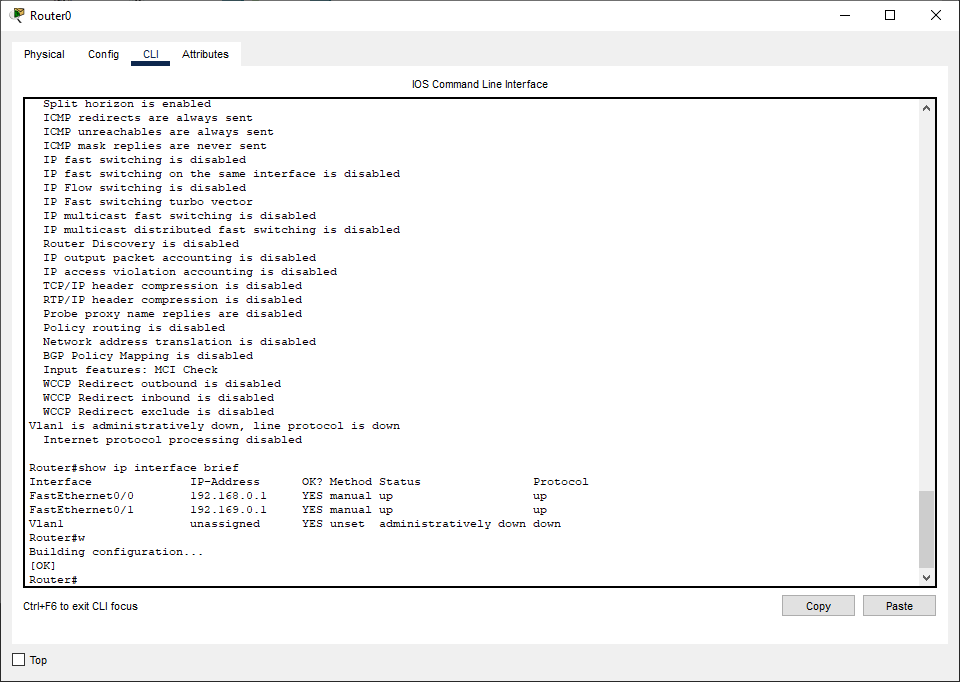 Router0
Physical Config CLI Attributes
IOS Command Line Interface
Split horizon is enabled
ICMP redirects are always sent
ICMP unreachables are always sent
ICMP mask replies are never sent
IP fast switching is disabled
IP fast switching on the same interface is disabled
IP Flow switching is disabled
IP Fast switching turbo vector
IP multicast fast switching is disabled
IP multicast distributed fast switching is disabled
Router Discovery is disabled
IP output packet accounting is disabled
IP access violation accounting is disabled
TCP/IP header compression is disabled
RTP/IP header compression is disabled
Probe proxy name replies are disabled
Policy routing is disabled
Network address translation is disabled
BGP Policy Mapping is disabled
Input features: MCI Check
WCCP Redirect outbound is disabled
WCCP Redirect inbound is disabled
WCCP Redirect exclude is disabled
Vlan1 is administratively down, line protocol is down
Internet protocol processing disabled
Router#show ip interface brief
Interface IP-Address OK? Method Status Protocol
FastEthernet0/0 192.168.0.1 YES manual up up
FastEthernet0/1 192.169.0.1 YES manual up up
Vlan1 unassigned YES unset administratively down down
Router#w
Building configuration...
[OK]
Router#
Ctrl+F6 to exit CLI focus
Copy Paste
Top